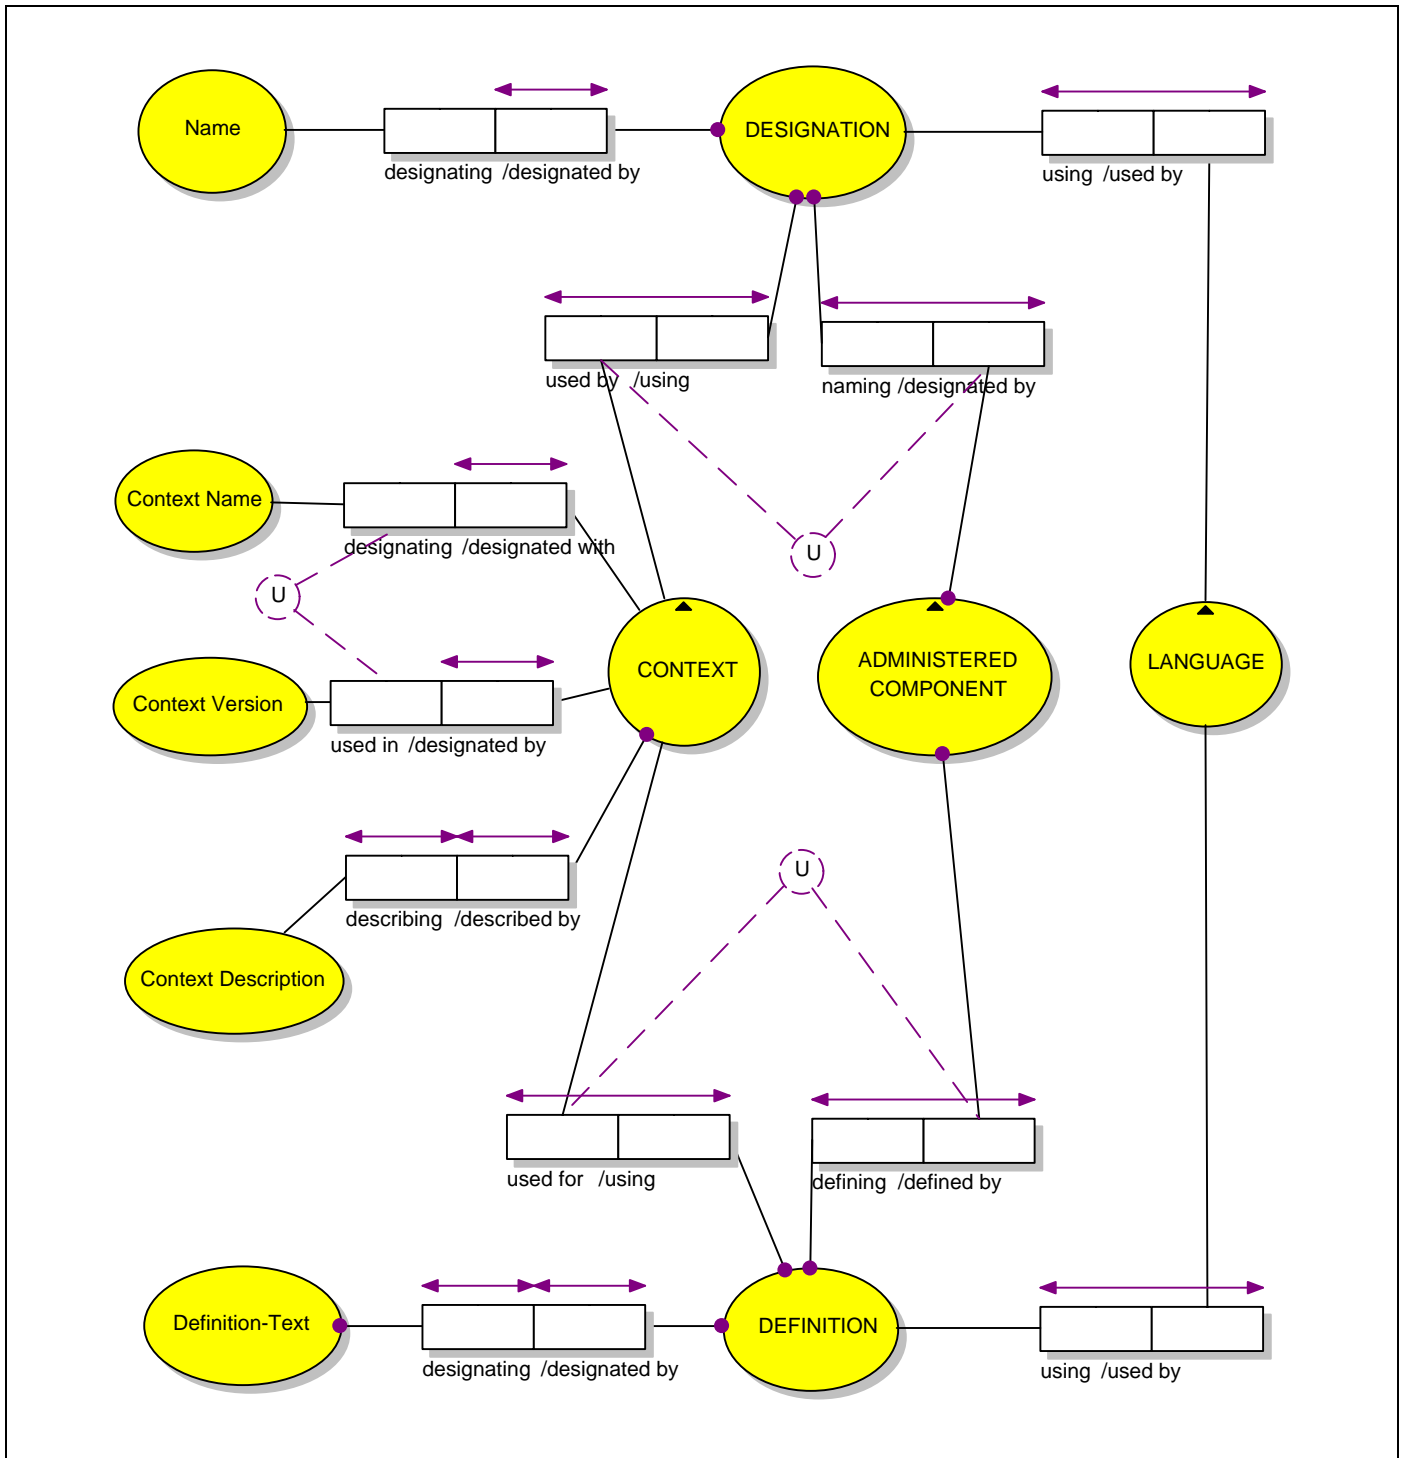 Name
DESIGNATION
designating /designated by
using /used by
used by /using
naming /designated by
Context Name
designating /designated with
U
U
CONTEXT
ADMINISTERED
COMPONENT
LANGUAGE
Context Version
used in /designated by
U
describing /described by
Context Description
used for /using
defining /defined by
Definition-Text
DEFINITION
designating /designated by
using /used by